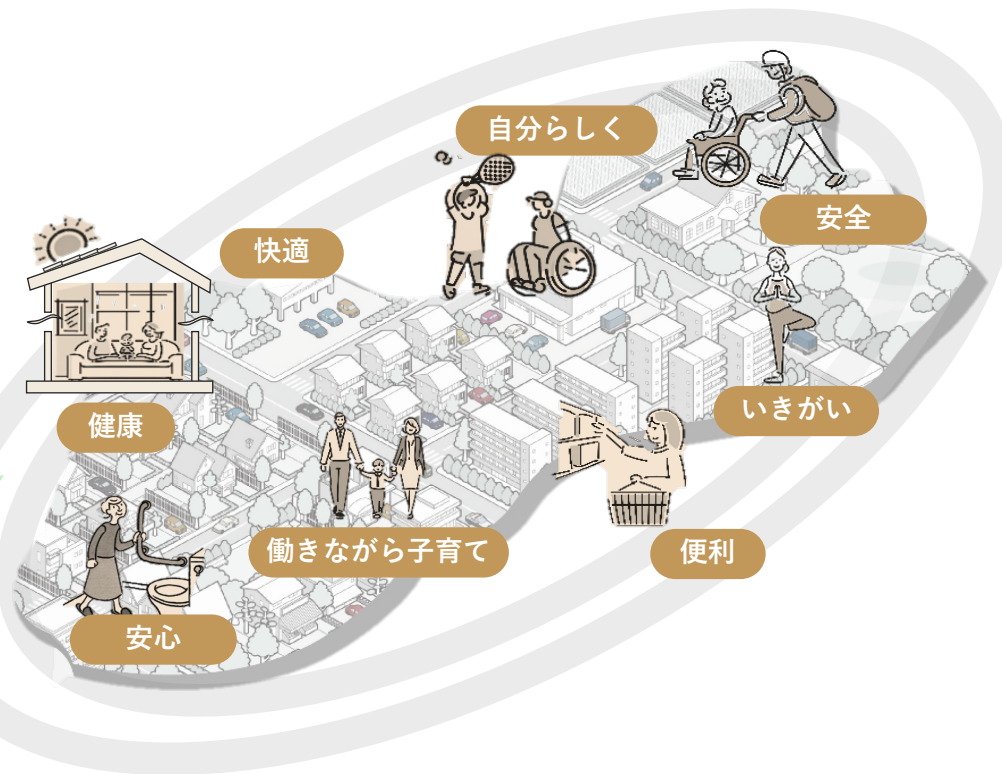 自分らしく
安全
快適
いきがい
健康
働きながら子育て
便利
安心